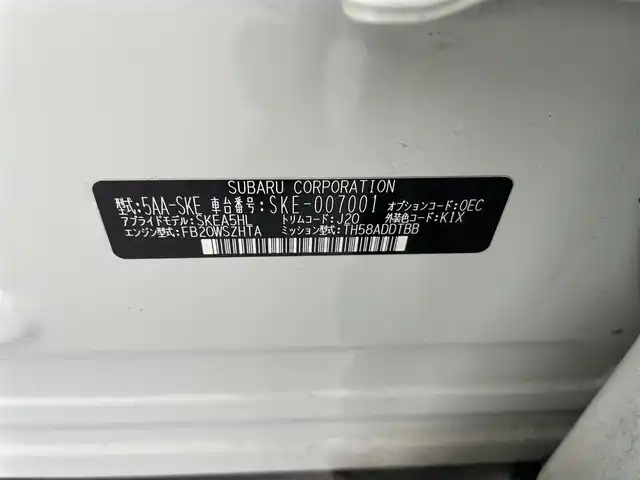 SUBARU CORPORATION
型式:5AA-SKE 車台番号:SKE-007001 オプションコード:OEC
アプライドモデル:SKEA5HL トリムコード:J20 外装色コード:K1X
エンジン型式:FB20WSZHTA ミッション型式:TH58ADDTBB